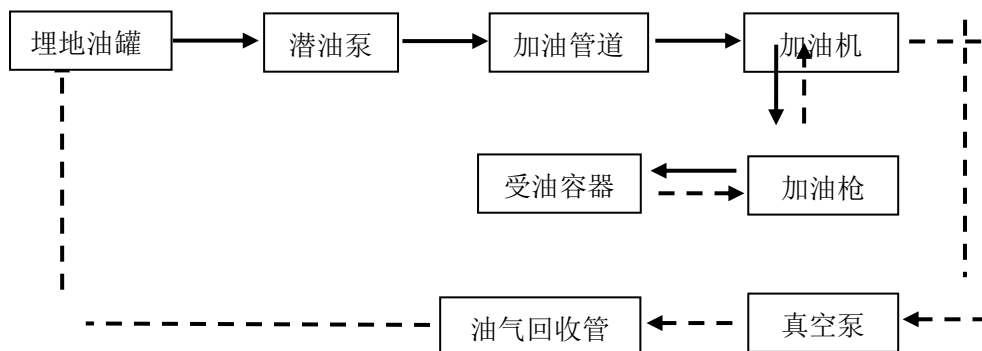 埋地油罐
潜油泵
加油管道
加油机
受油容器
加油枪
油气回收管
真空泵